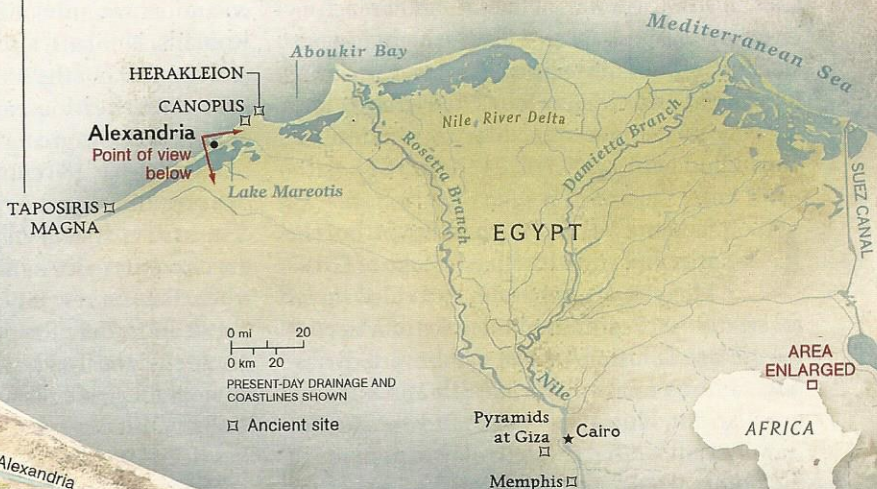 Mediterranean Sea
Aboukir Bay
HERAKLEION
CANOPUS
Alexandria
Point of view
below
Nile River Delta
Rosetta Branch
Damietta Branch
Lake Mareotis
TAPOSIRIS
MAGNA
EGYPT
SUEZ CANAL
0 mi 20
0 km 20
PRESENT-DAY DRAINAGE AND
COASTLINES SHOWN
Ancient site
Nile
Pyramids
at Giza
Cairo
Memphis
AREA
ENLARGED
AFRICA
Alexandria